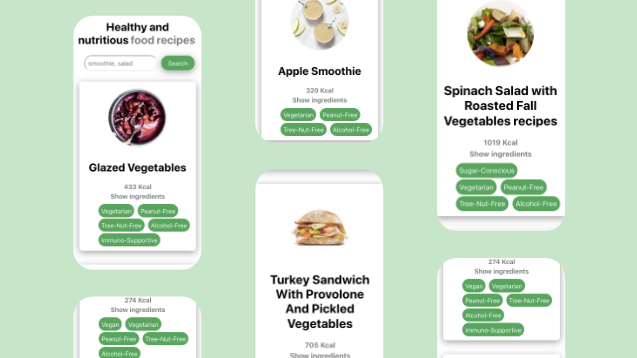 Healthy and
nutritious food recipes
smoothie, salad
Search
Glazed Vegetables
433 Kcal
Show ingredients
Vegetarian Peanut-Free
Tree-Nut-Free Alcohol-Free
Immuno-Supportive
274 Kcal
Show ingredients
Vegan Vegetarian
Peanut-Free Tree-Nut-Free
Alcohol-Free
Apple Smoothie
320 Kcal
Show ingredients
Vegetarian Peanut-Free
Tree-Nut-Free Alcohol-Free
Turkey Sandwich
With Provolone
And Pickled
Vegetables
705 Kcal
Show ingredients
Spinach Salad with
Roasted Fall
Vegetables recipes
1019 Kcal
Show ingredients
Sugar-Conscious
Vegetarian Peanut-Free
Tree-Nut-Free Alcohol-Free
274 Kcal
Show ingredients
Vegan Vegetarian
Peanut-Free Tree-Nut-Free
Alcohol-Free
Immuno-Supportive